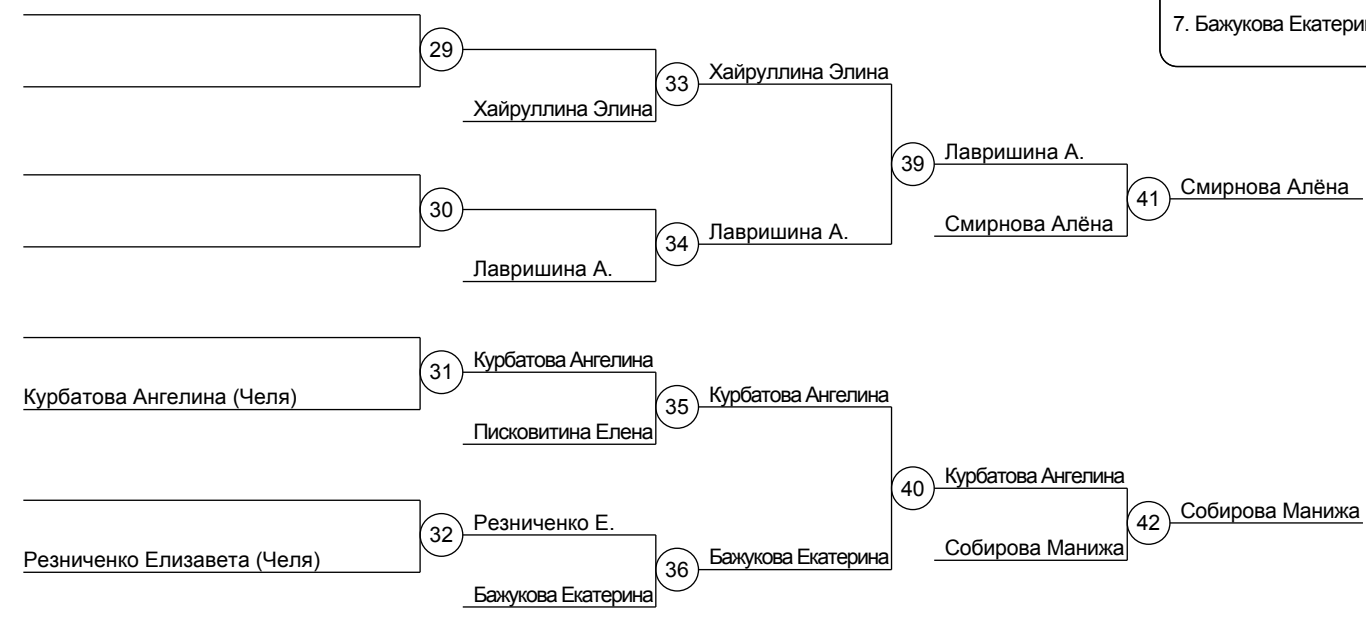 7. Бажукова
29
33
Хайруллина Элина
Хайруллина Элина
39
Лавришина А.
30
34
Лавришина А.
Лавришина А.
Смирнова Алёна
41
Смирнова Алёна
31
Курбатова Ангелина
Курбатова Ангелина (Челя)
35
Курбатова Ангелина
Писковитина Елена
40
Курбатова Ангелина
32
Резниченко Е.
Резниченко Елизавета (Челя)
36
Бажукова Екатерина
Бажукова Екатерина
Собирова Манижа
42
Собирова Манижа